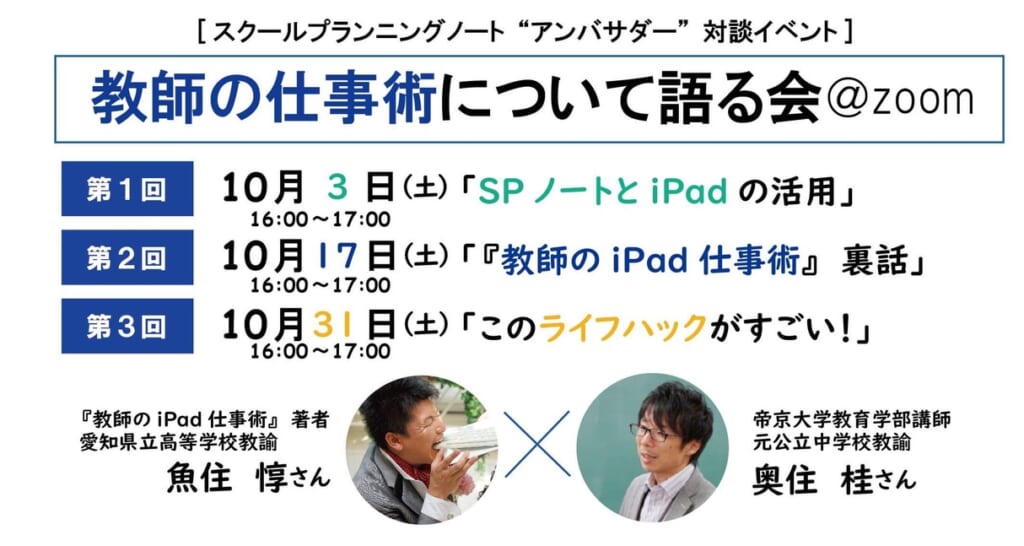 [ スクールプランニングノート “アンバサダー” 対談イベント ]
教師の仕事術について語る会@zoom
第1回 10月 3 日(土)「SP ノートと iPad の活用」
16:00~17:00
第2回 10月17日(土)「『教師の iPad 仕事術』 裏話」
16:00~17:00
第3回 10月31日(土)「このライフハックがすごい!」
16:00~17:00
『教師の iPad 仕事術』 著者
愛知県立高等学校教諭
魚住 惇さん
帝京大学教育学部講師
元公立中学校教諭
奥住 桂さん